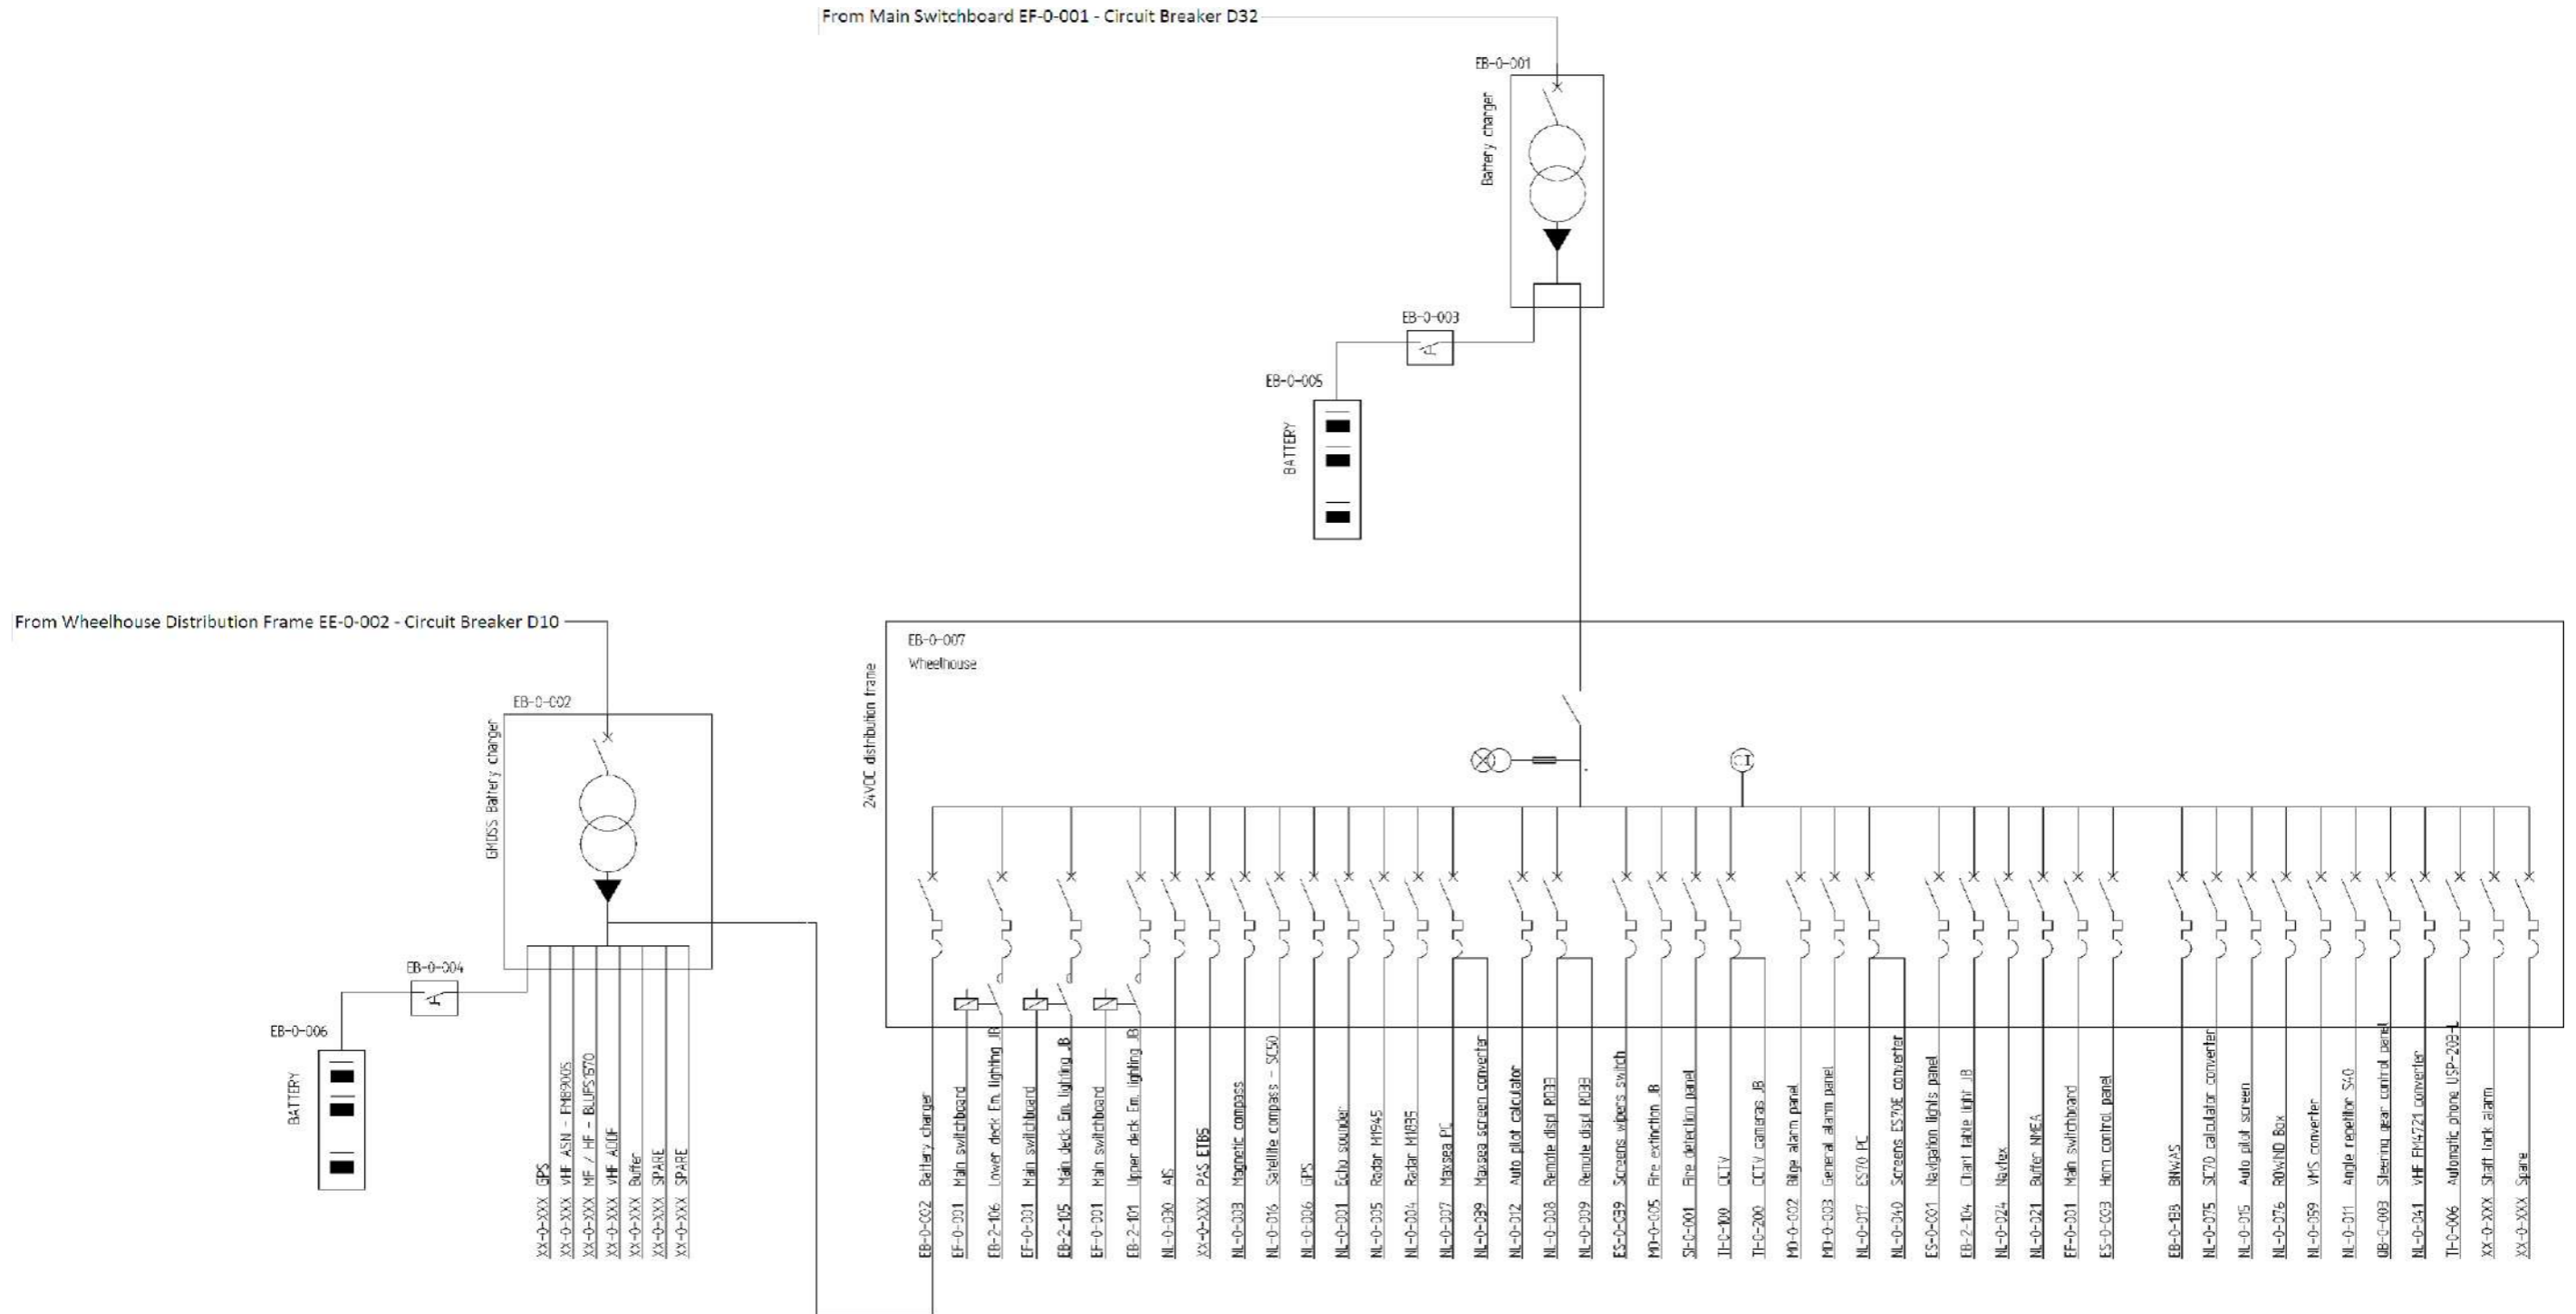 From Main Switchboard EF-0-001 - Circuit Breaker D32
EB-0-001
Battery charger
EB-0-003
EB-0-005
BATTERY
From Wheelhouse Distribution Frame EE-0-002 - Circuit Breaker D10
EB-0-007
Wheelhouse
24VDC distribution frame
EB-0-002
GMDSS Battery charger
CI
EB-0-004
EB-0-006
BATTERY
XX-0-XXX GPS
XX-0-XXX VHF ASN - FM8900S
XX-0-XXX MF / HF - BLUFS1570
XX-0-XXX VHF ADDF
XX-0-XXX Buffer
XX-0-XXX SPARE
XX-0-XXX SPARE
EB-0-002 Battery charger
EF-0-001 Main switchboard
EB-2-106 Lower deck Em. lighting JB
EF-0-001 Main switchboard
EB-2-105 Main deck Em. lighting JB
EF-0-001 Main switchboard
EB-2-101 Upper deck Em. lighting JB
NL-0-030 AIS
XX-0-XXX PAS ETBS
NL-0-003 Magnetic compass
NL-0-016 Satellite compass - SC50
NL-0-006 GPS
NL-0-001 Echo sounder
NL-0-005 Radar M1945
NL-0-004 Radar M1835
NL-0-007 Maxsea PC
NL-0-039 Maxsea screen converter
NL-0-012 Auto pilot calculator
NL-0-008 Remote displ RD33
NL-0-009 Remote displ RD33
ES-0-039 Screens wipers switch
MD-0-005 Fire extinction JB
SI-0-001 Fire detection panel
TI-0-100 CCTV
TI-0-200 CCTV cameras JB
MD-0-002 Bilge alarm panel
MD-0-003 General alarm panel
NL-0-017 ES70 PC
NL-0-040 Screens ES70E converter
ES-0-001 Navigation lights panel
EB-2-104 Chart table light JB
NL-0-024 Navtex
NL-0-021 Buffer NMEA
EF-0-001 Main switchboard
ES-0-003 Horn control panel
EB-0-138 BNWAS
NL-0-075 SC70 calculator converter
NL-0-015 Auto pilot screen
NL-0-076 ROWND Box
NL-0-059 VMS converter
NL-0-011 Angle repetitor S40
QB-0-003 Steering gear control panel
NL-0-041 VHF FM4721 converter
TI-0-006 Automatic phone USP-203-L
XX-0-XXX Shaft lock alarm
XX-0-XXX Spare